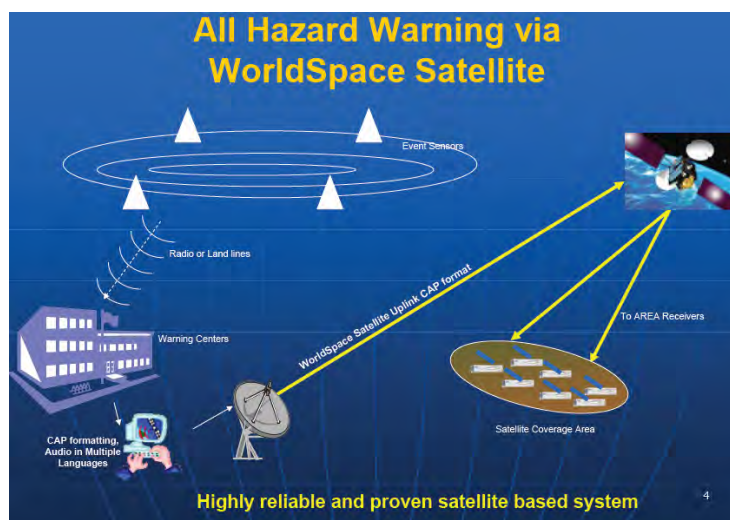 All Hazard Warning via
WorldSpace Satellite
Event Sensors
Radio or Land lines
WorldSpace Satellite Uplink CAP format
To AREA Receivers
Warning Centers
Satellite Coverage Area
CAP formatting,
Audio in Multiple
Languages
Highly reliable and proven satellite based system
4